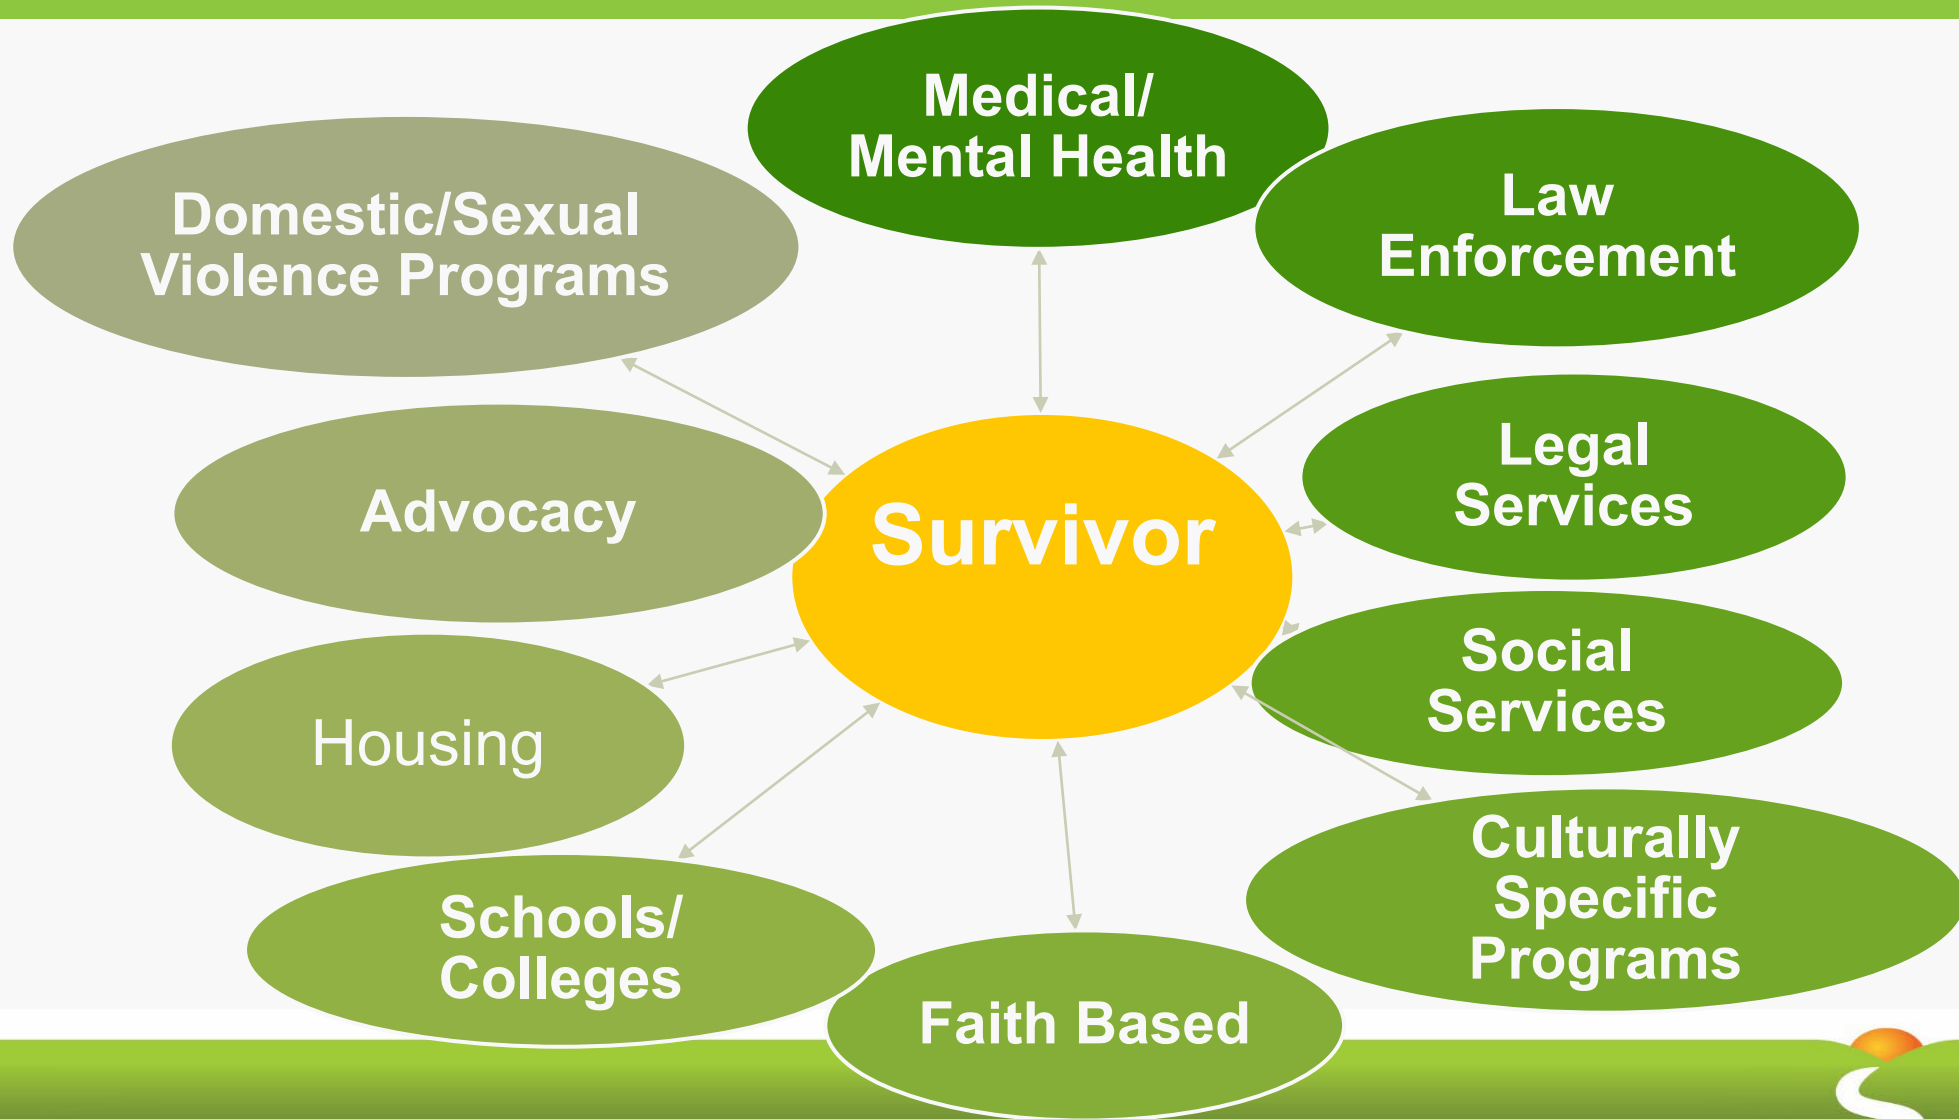 Medical/
Mental Health
Law
Enforcement
Domestic/Sexual
Violence Programs
Legal
Services
Advocacy
Survivor
Social
Services
Housing
Culturally
Specific
Programs
Schools/
Colleges
Faith Based